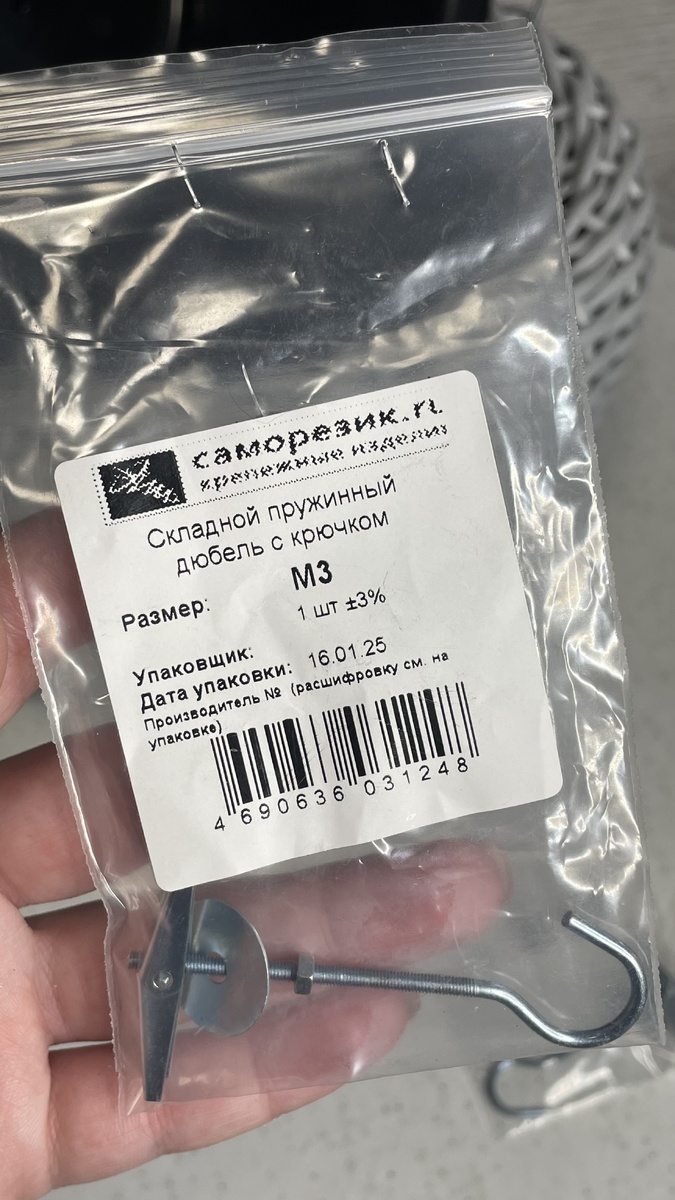 саморезик.ru
крепежные изделия
Складной пружинный
дюбель с крючком
М3
Размер:
1 шт ±3%
Упаковщик:
Дата упаковки: 16.01.25
Производитель № (расшифровку см. на
упаковке)
4 690636 031248